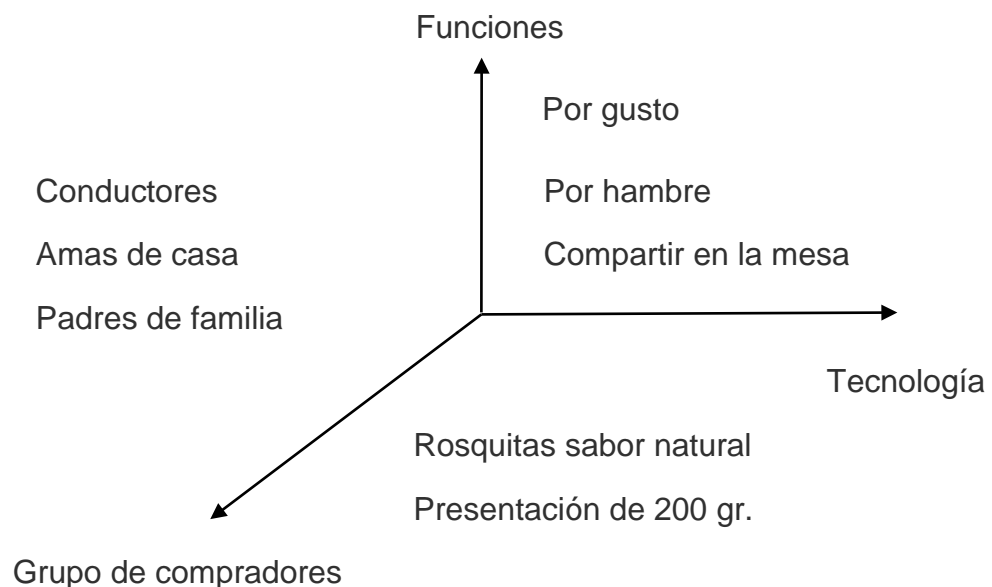 Funciones
Por gusto
Conductores
Por hambre
Amas de casa
Compartir en la mesa
Padres de familia
Tecnología
Rosquitas sabor natural
Presentación de 200 gr.
Grupo de compradores